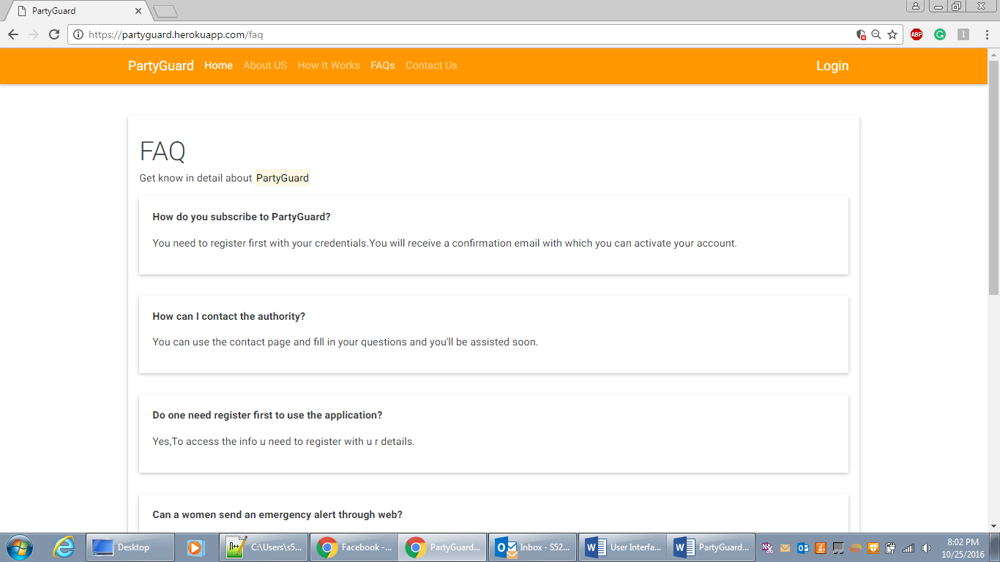 PartyGuard
https://partyguard.herokuapp.com/faq
ABP
PartyGuard Home About US How It Works FAQs Contact Us Login
FAQ
Get know in detail about PartyGuard
How do you subscribe to PartyGuard?
You need to register first with your credentials.You will receive a confirmation email with which you can activate your account.
How can I contact the authority?
You can use the contact page and fill in your questions and you'll be assisted soon.
Do one need register first to use the application?
Yes,To access the info u need to register with u r details.
Can a women send an emergency alert through web?
Desktop C:\Users\s5... Facebook -... PartyGuard... Inbox - S52... User Interfa... PartyGuard... 8:02 PM
10/25/2016